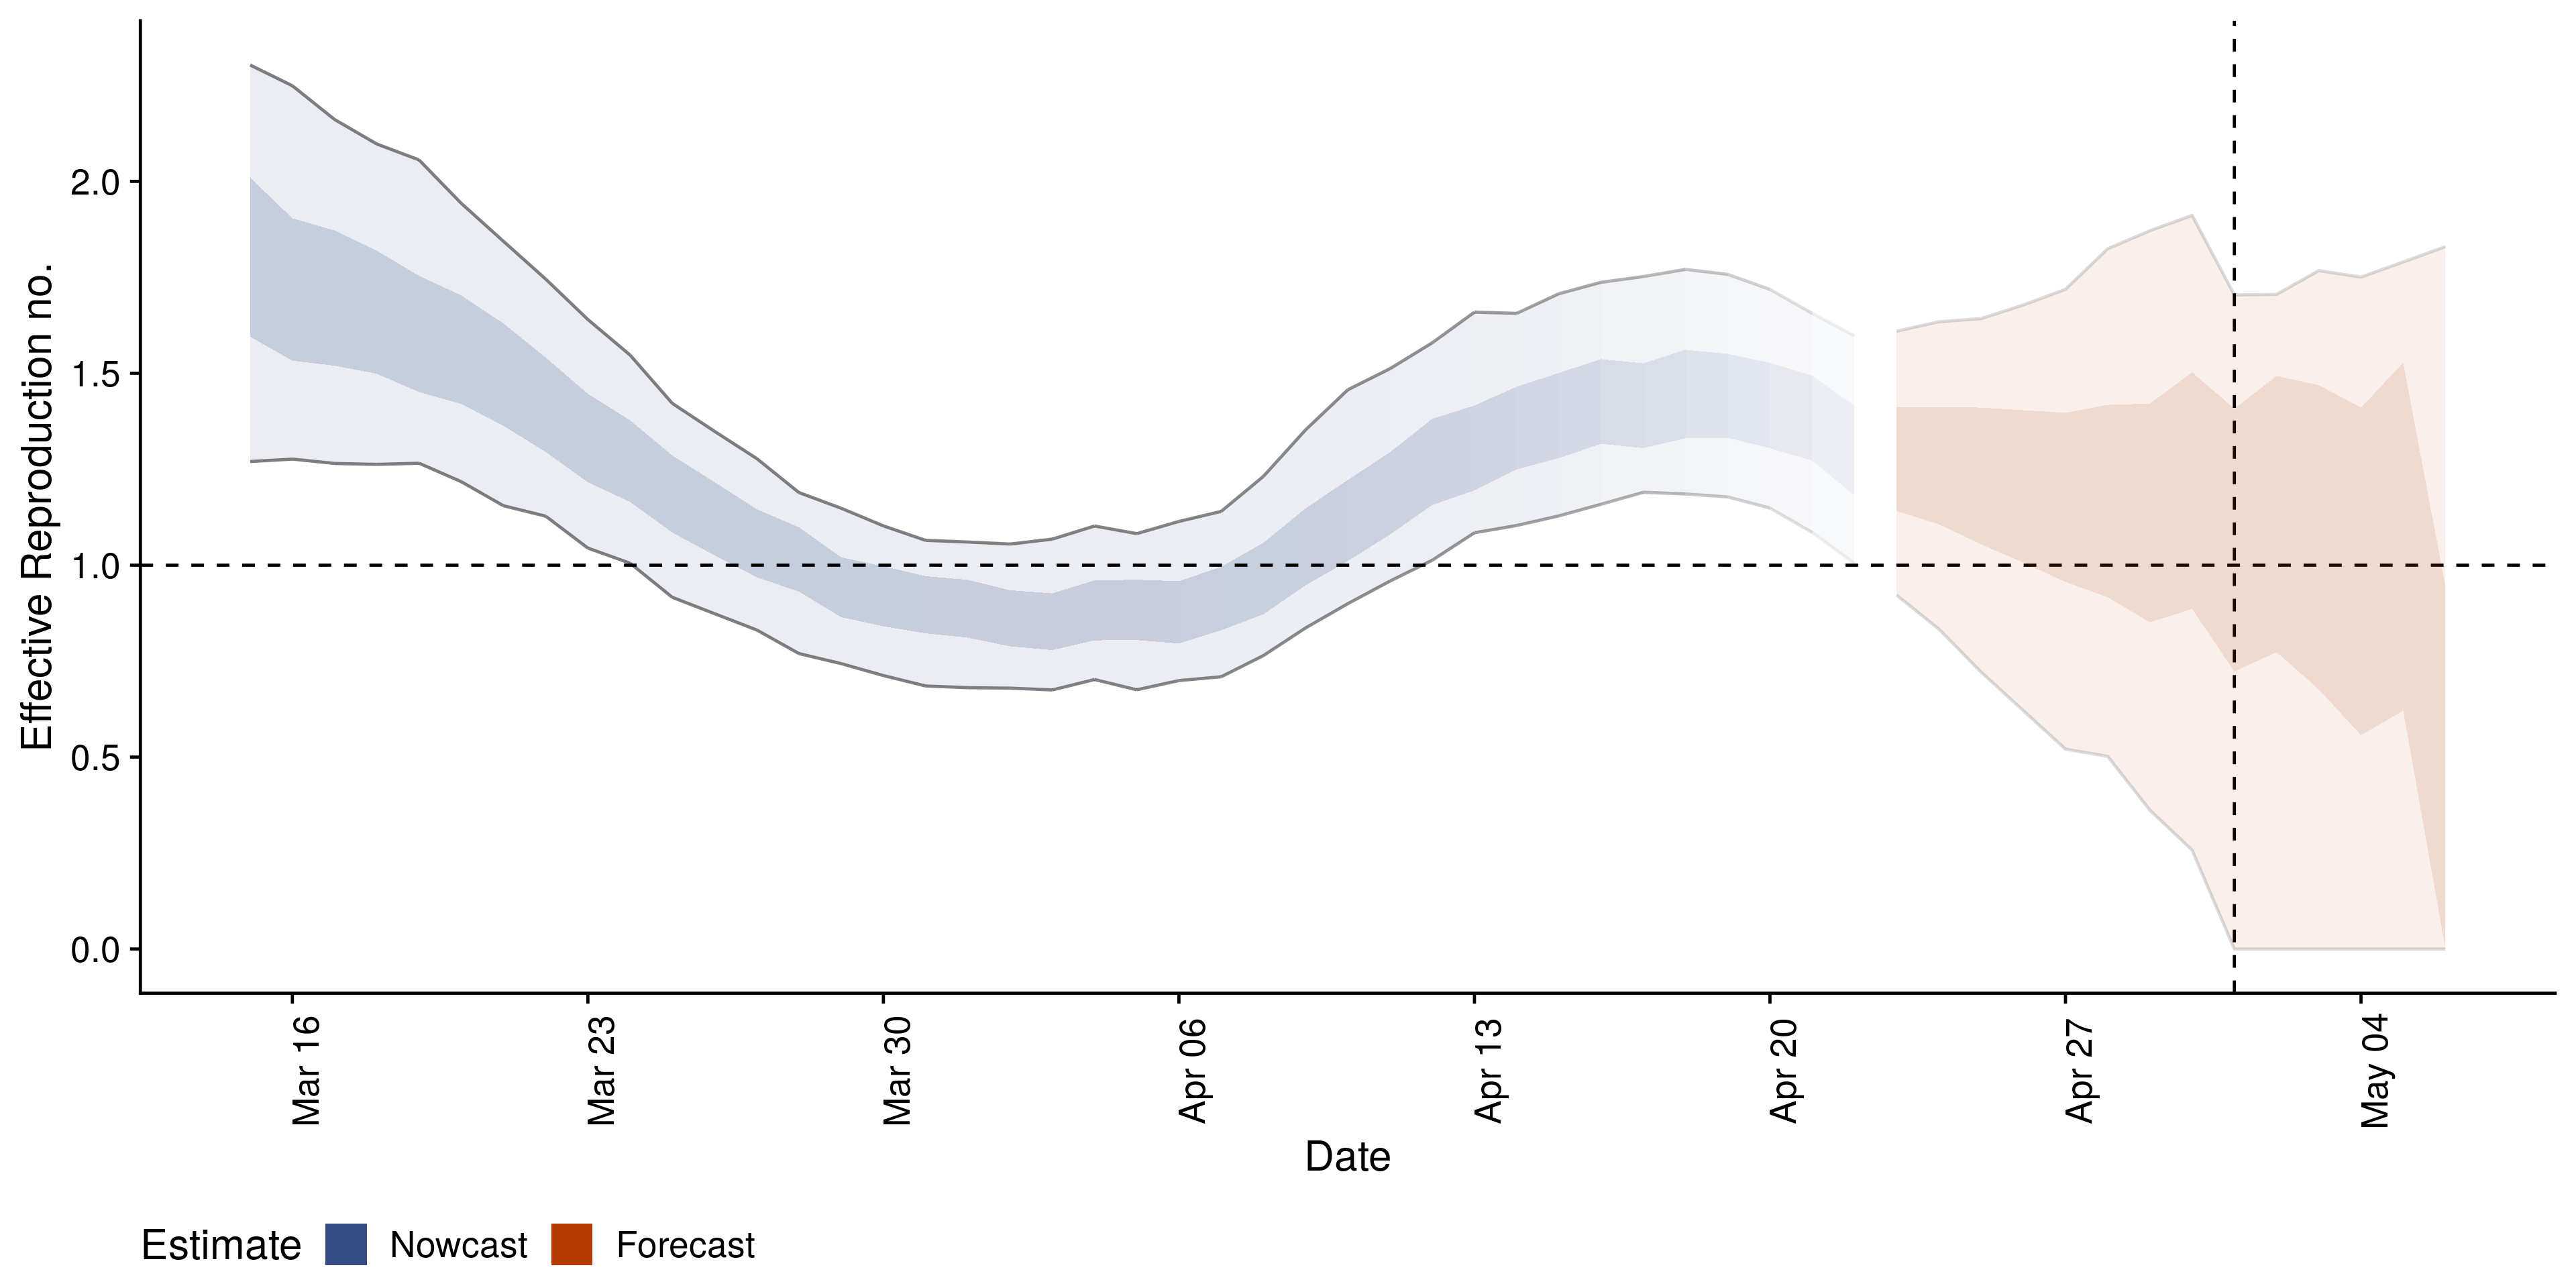 Effective Reproduction no.
2.0
1.5
1.0
0.5
0.0
Mar 16
Mar 23
Mar 30
Apr 06
Apr 13
Apr 20
Apr 27
May 04
Date
Estimate Nowcast Forecast